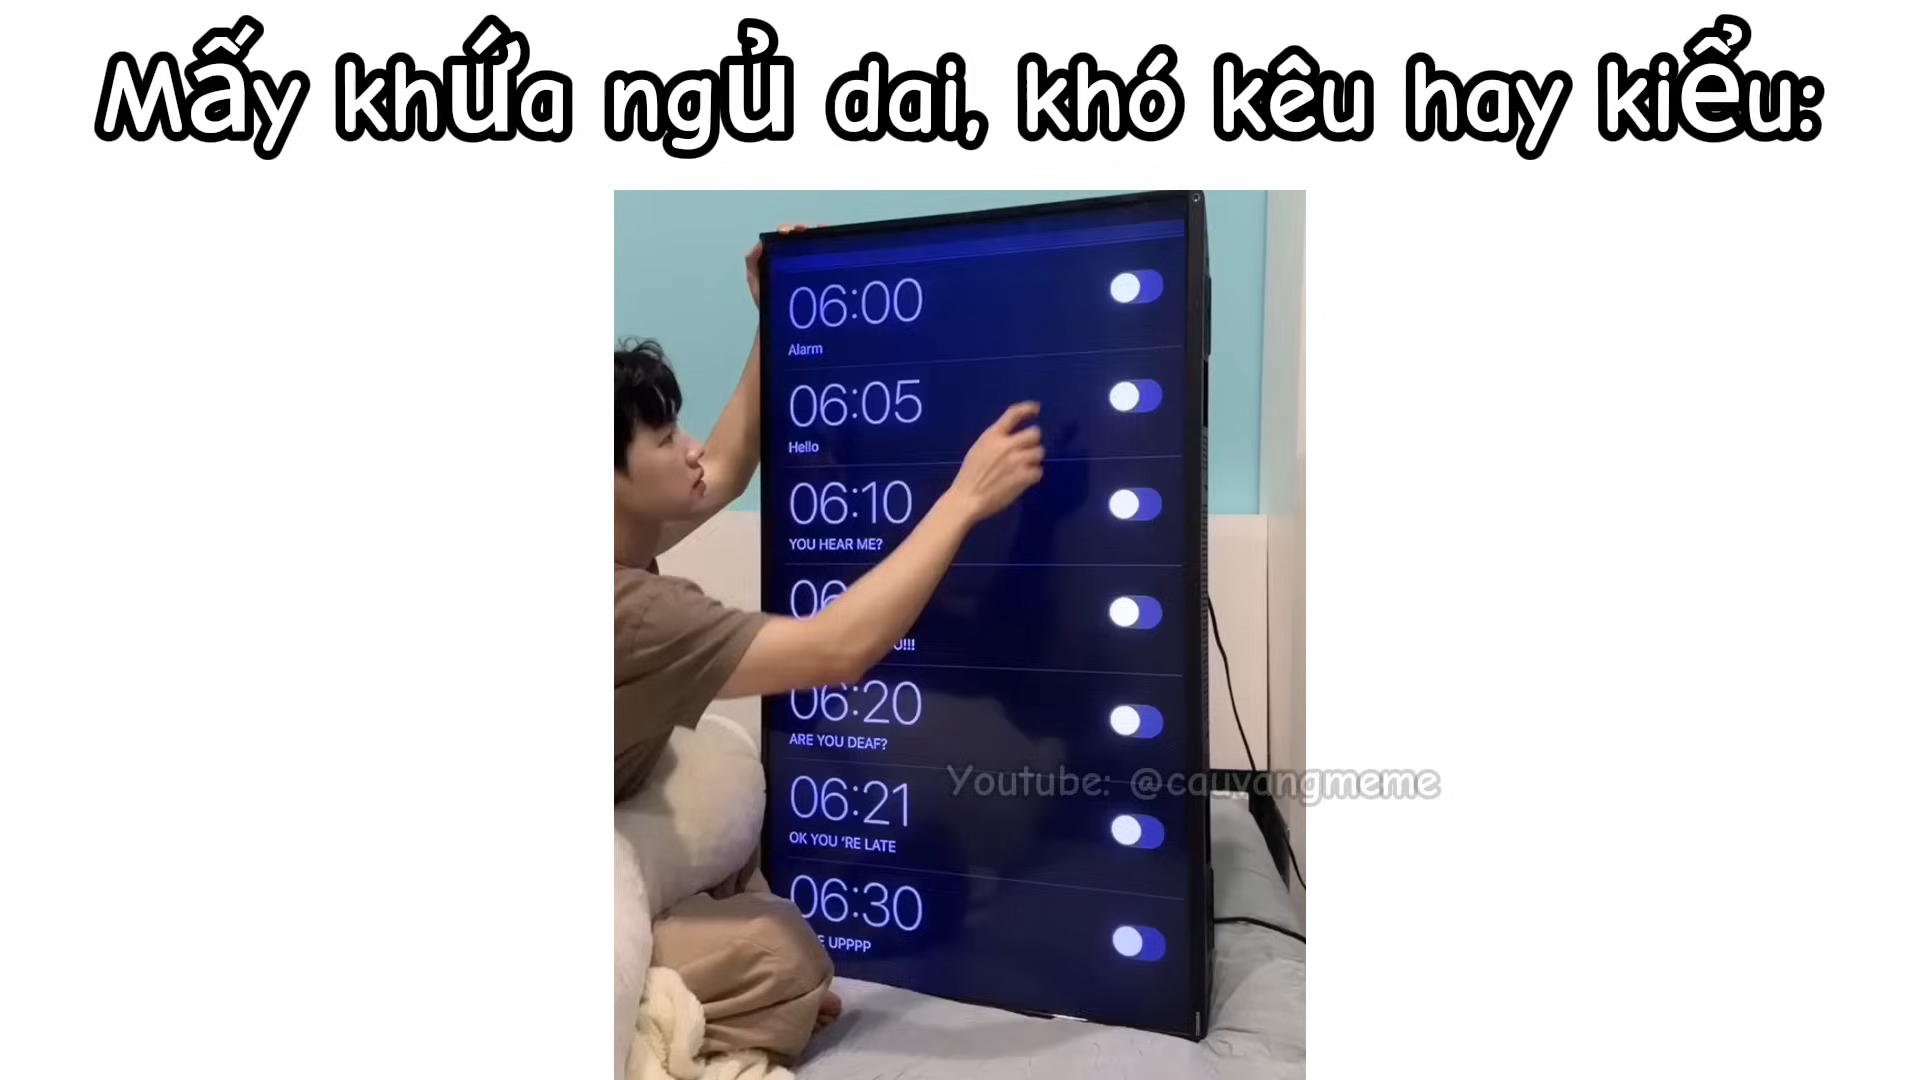 Mấy khứa ngủ dai, khó kêu hay kiểu:
06:00
Alarm
06:05
Hello
06:10
YOU HEAR ME?
06:20
ARE YOU DEAF?
06:21
OK YOU 'RE LATE
06:30
UPPPP
Youtube: @cauvangmeme